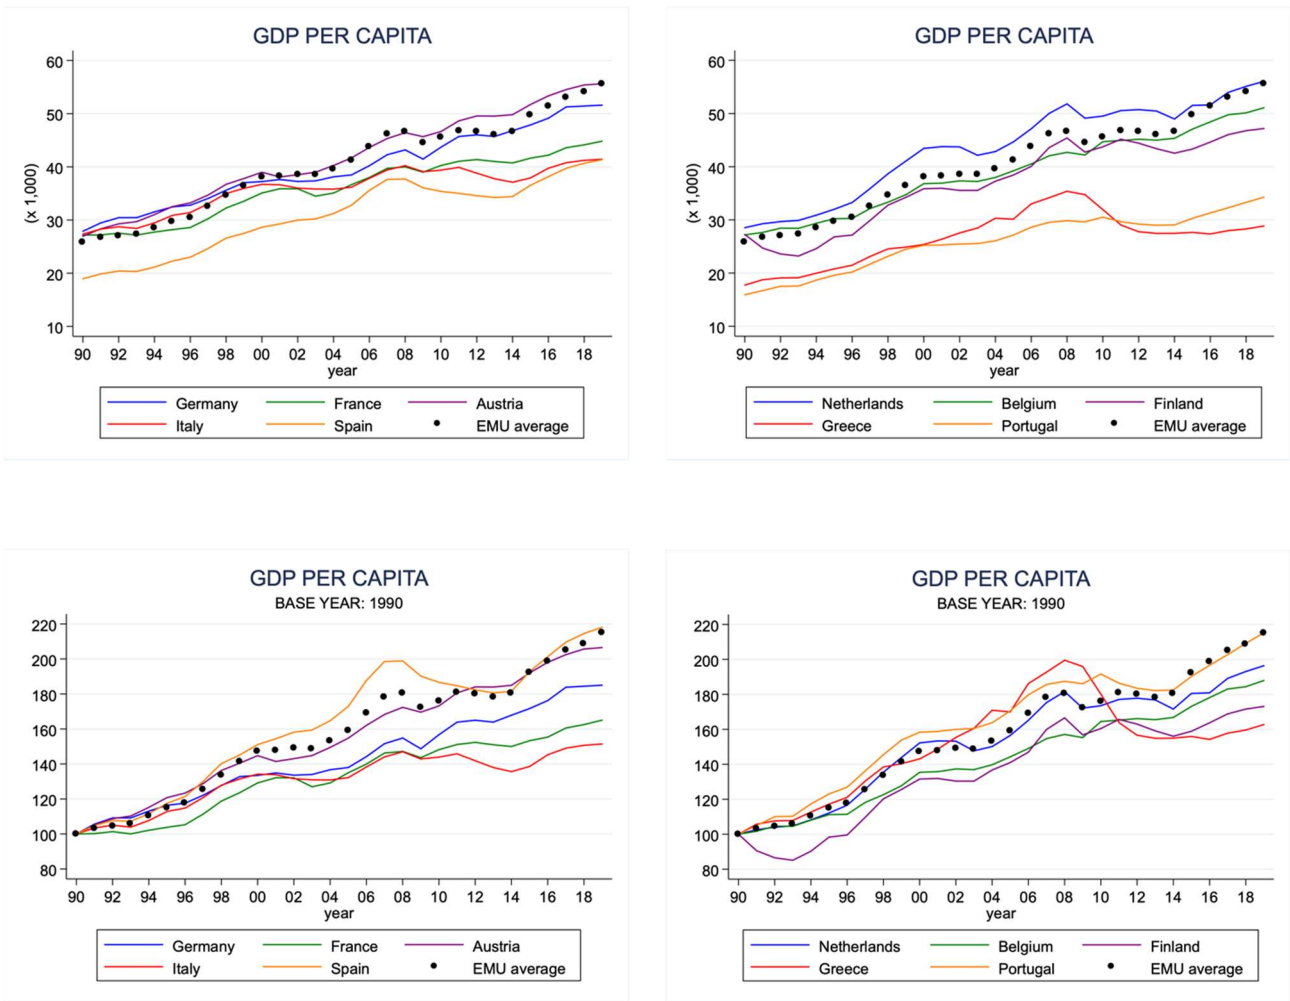 GDP PER CAPITA
60
50
40
30
20
10
(x 1,000)
90 92 94 96 98 00 02 04 06 08 10 12 14 16 18
year
Germany France Austria
Italy Spain EMU average
GDP PER CAPITA
60
50
40
30
20
10
(x 1,000)
90 92 94 96 98 00 02 04 06 08 10 12 14 16 18
year
Netherlands Belgium Finland
Greece Portugal EMU average
GDP PER CAPITA
BASE YEAR: 1990
220
200
180
160
140
120
100
80
90 92 94 96 98 00 02 04 06 08 10 12 14 16 18
year
Germany France Austria
Italy Spain EMU average
GDP PER CAPITA
BASE YEAR: 1990
220
200
180
160
140
120
100
80
90 92 94 96 98 00 02 04 06 08 10 12 14 16 18
year
Netherlands Belgium Finland
Greece Portugal EMU average